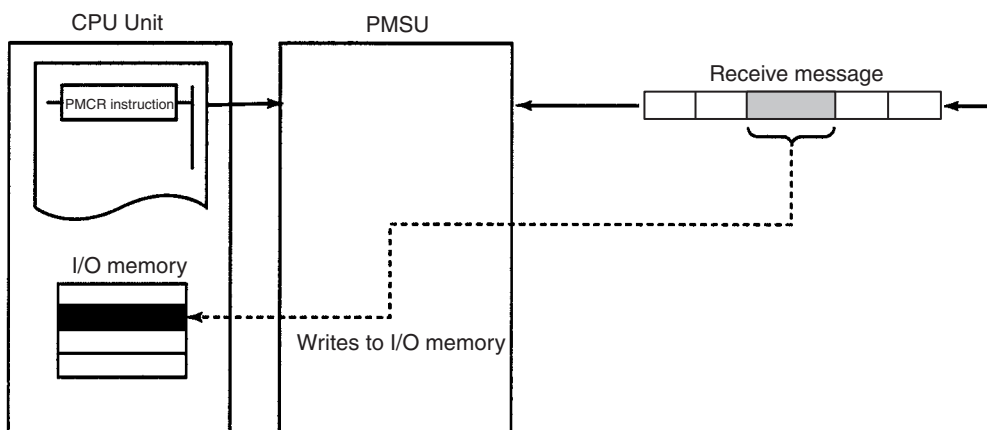 CPU Unit
PMSU
PMCR instruction
Receive message
I/O memory
Writes to I/O memory